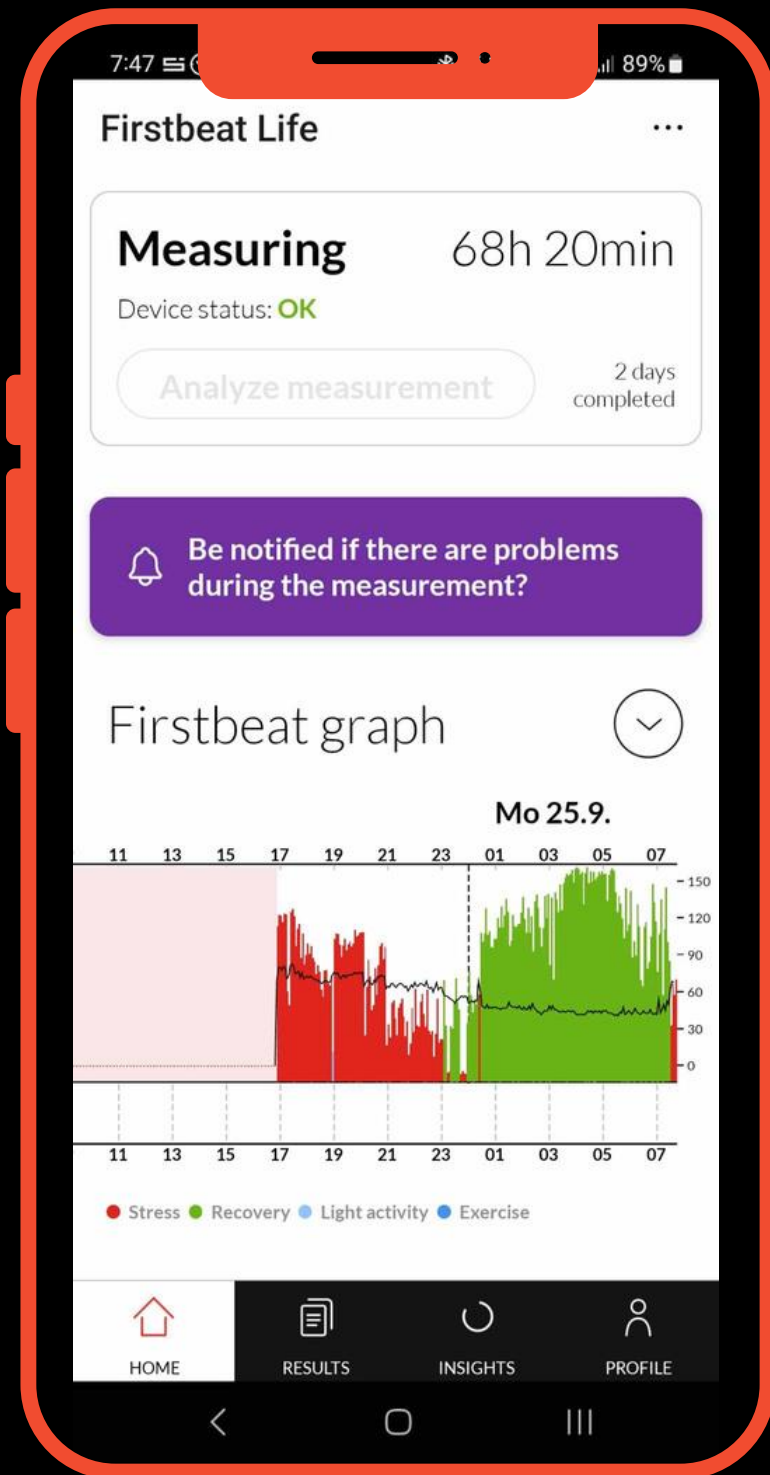 7:47 89%
Firstbeat Life
Measuring 68h 20min
Device status: OK
Analyze measurement
2 days
completed
Be notified if there are problems
during the measurement?
Firstbeat graph
Mo 25.9.
11 13 15 17 19 21 23 01 03 05 07
150
120
90
60
30
0
11 13 15 17 19 21 23 01 03 05 07
Stress Recovery Light activity Exercise
HOME RESULTS INSIGHTS PROFILE